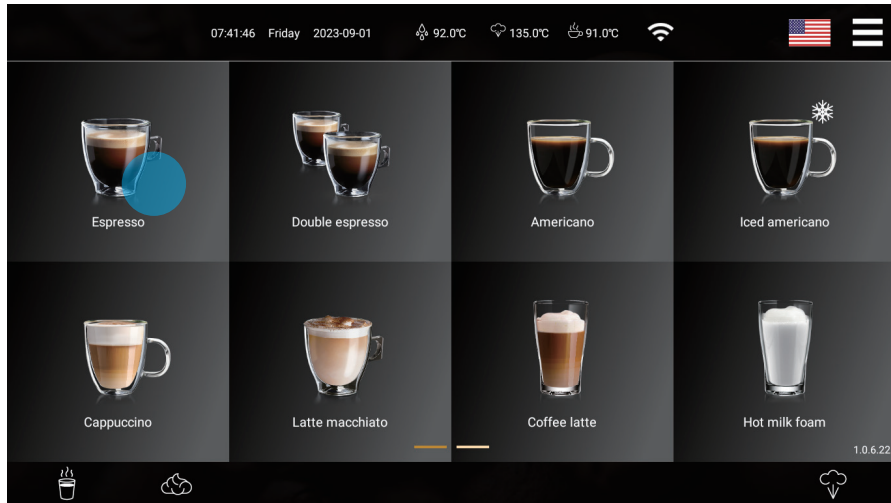 07:41:46 Friday 2023-09-01 92.0℃ 135.0℃ 91.0℃
Espresso Double espresso Americano Iced americano
Cappuccino Latte macchiato Coffee latte Hot milk foam
1.0.6.22